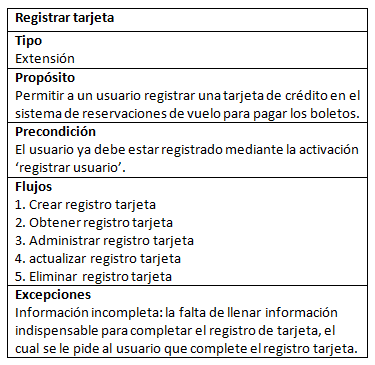 Registrar tarjeta
Tipo
Extensión
Propósito
Permitir a un usuario registrar una tarjeta de crédito en el
sistema de reservaciones de vuelo para pagar los boletos.
Precondición
El usuario ya debe estar registrado mediante la activación
‘registrar usuario’.
Flujos
1. Crear registro tarjeta
2. Obtener registro tarjeta
3. Administrar registro tarjeta
4. actualizar registro tarjeta
5. Eliminar registro tarjeta
Excepciones
Información incompleta: la falta de llenar información
indispensable para completar el registro de tarjeta, el
cual se le pide al usuario que complete el registro tarjeta.